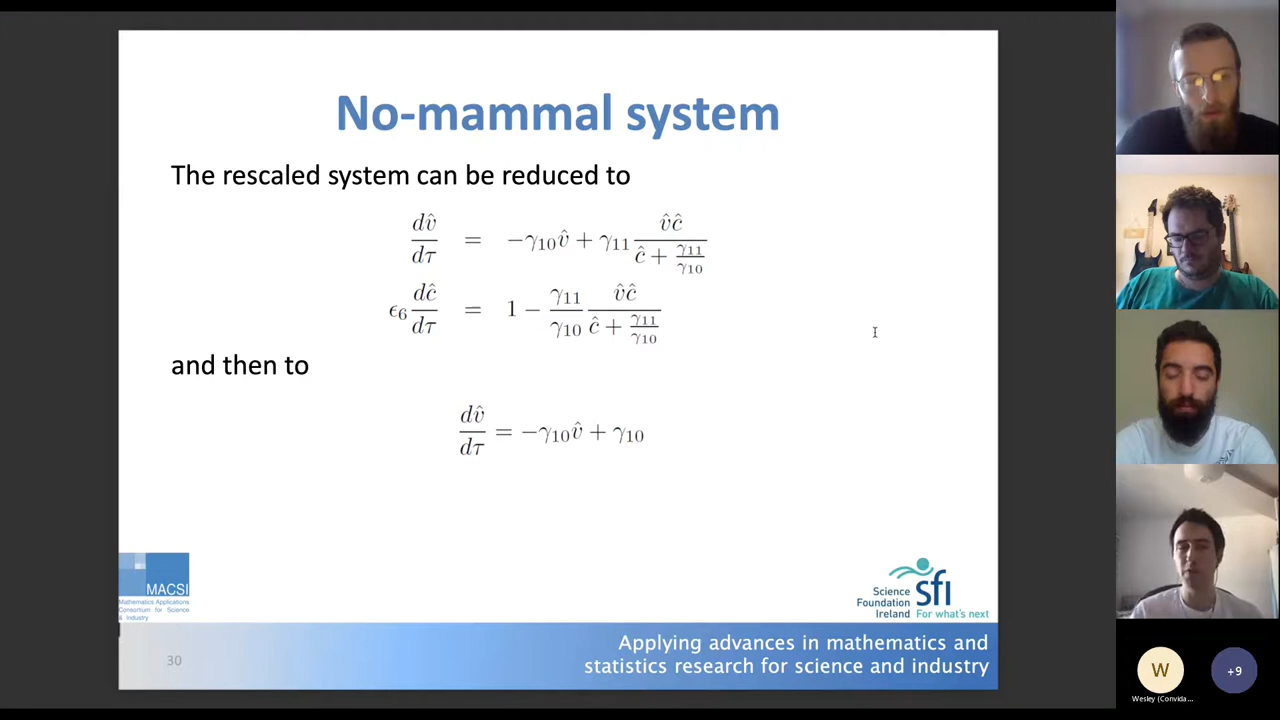 No-mammal system
The rescaled system can be reduced to
dv̂/dτ = −γ10v̂ + γ11 v̂ĉ/(ĉ + γ11/γ10)
ϵ6 dĉ/dτ = 1 − γ11/γ10 v̂ĉ/(ĉ + γ11/γ10)
and then to
dv̂/dτ = −γ10v̂ + γ10
MACSI
Mathematics Applications
Consortium for Science
& Industry
Science
Foundation
Ireland
sfi
For what's next
Applying advances in mathematics and
statistics research for science and industry
30
W
Wesley (Convida...
+9